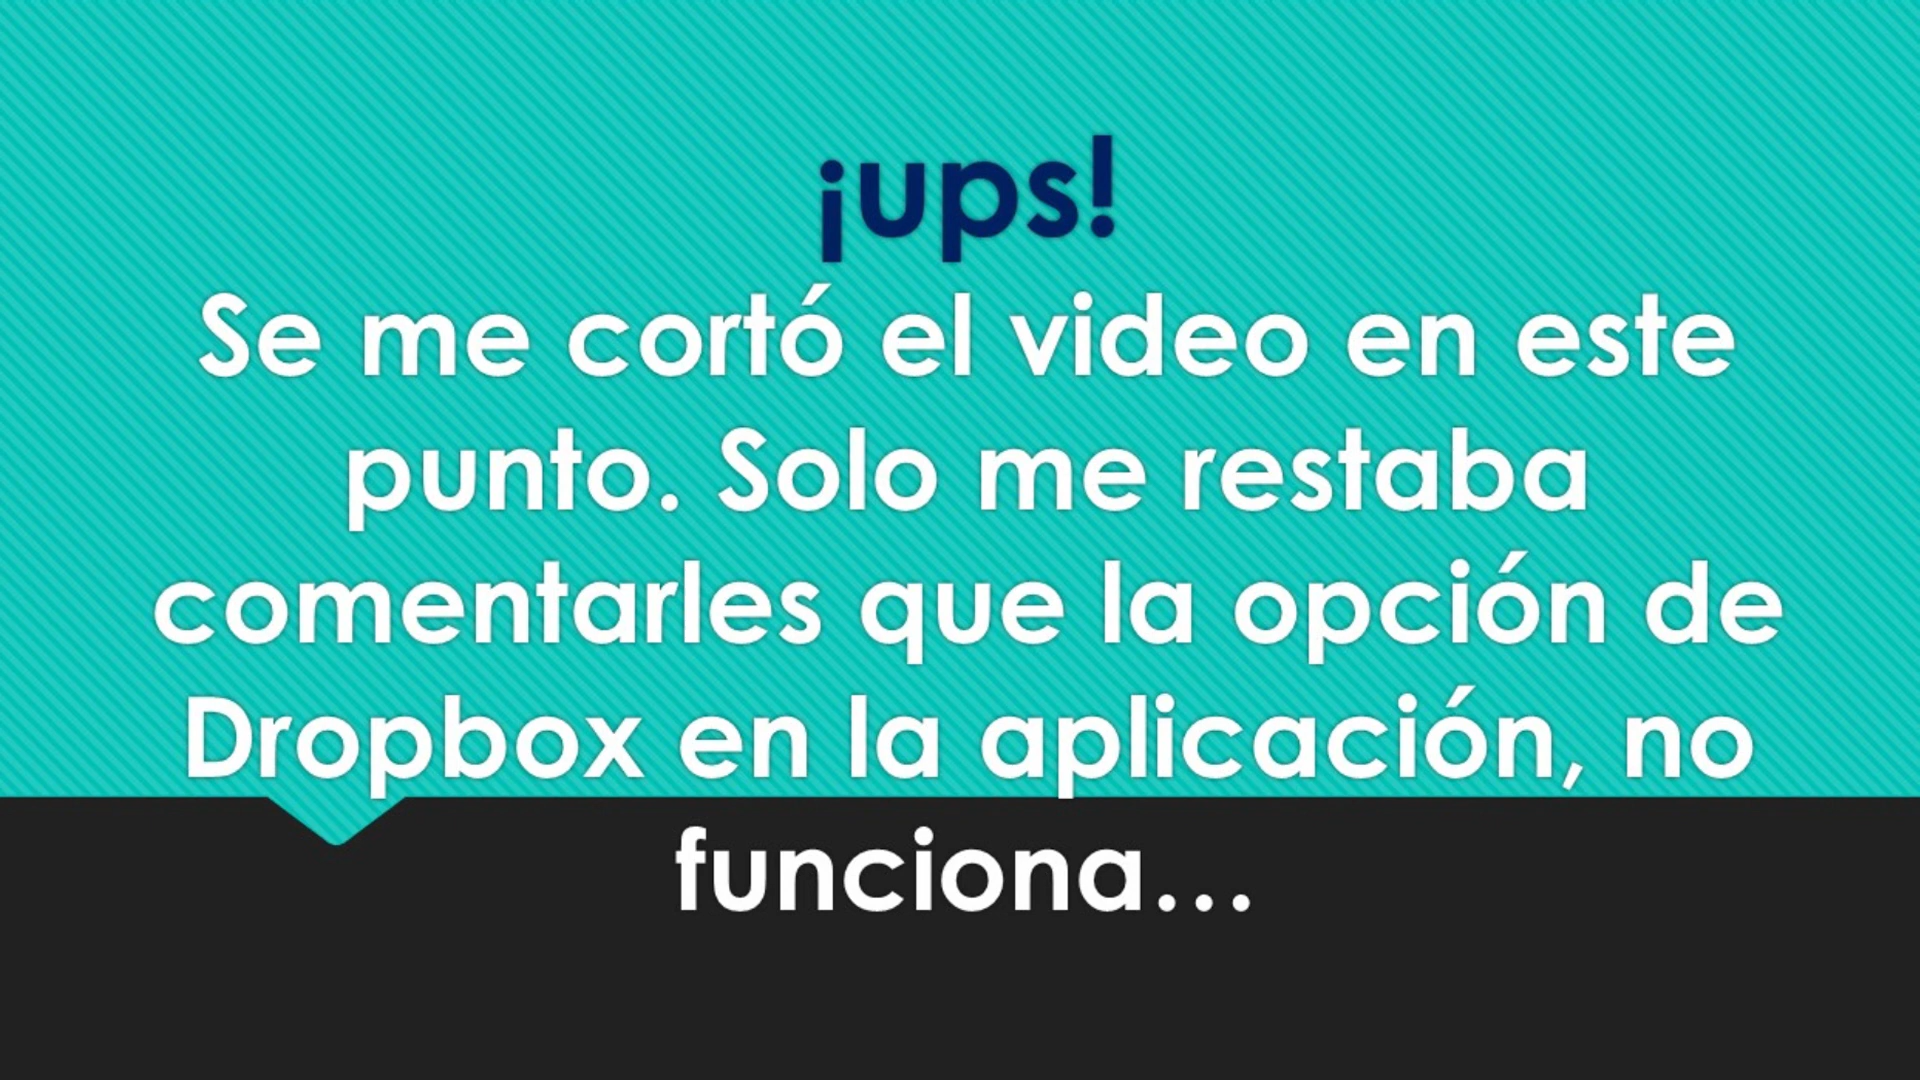 ¡ups!
Se me cortó el video en este
punto. Solo me restaba
comentarles que la opción de
Dropbox en la aplicación, no
funciona...